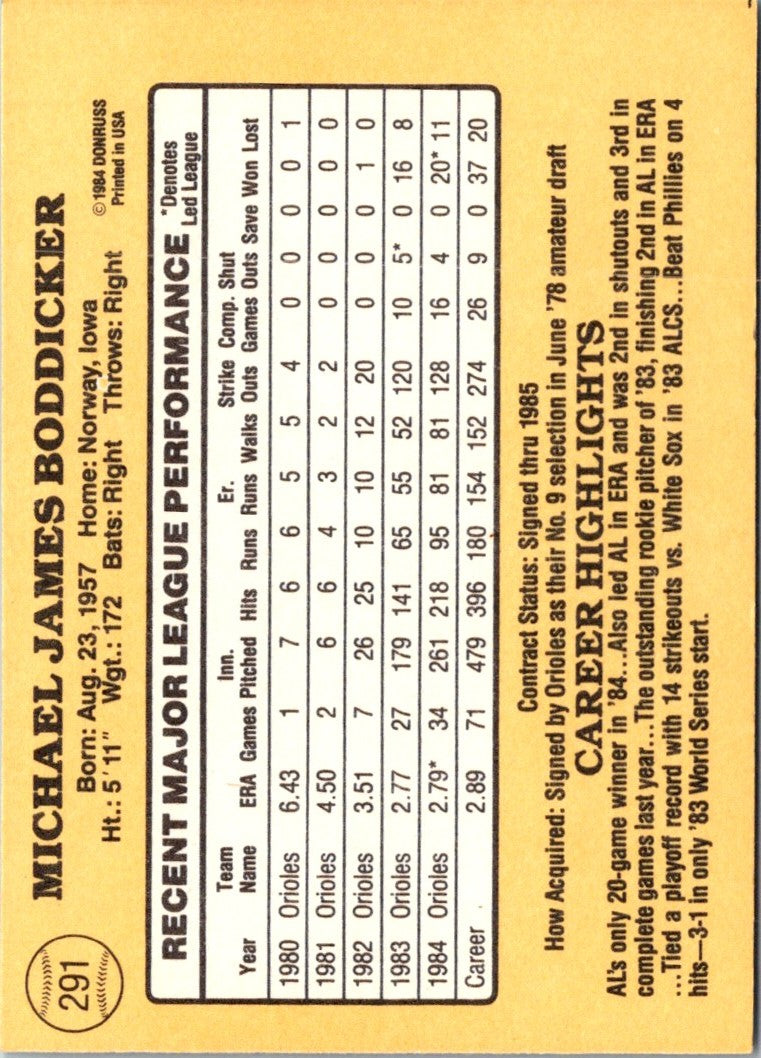 291
MICHAEL JAMES BODDICKER
Born: Aug. 23, 1957 Home: Norway, Iowa
Ht.: 5'11" Wgt.: 172 Bats: Right Throws: Right
© 1984 DONRUSS
Printed in USA
RECENT MAJOR LEAGUE PERFORMANCE
*Denotes
Led League
Year Team Name ERA Games Inn. Pitched Hits Runs Er. Runs Walks Strike Outs Comp. Games Shut Outs Save Won Lost
1980 Orioles 6.43 1 7 6 6 5 5 4 0 0 0 0 1
1981 Orioles 4.50 2 6 6 4 3 2 2 0 0 0 0 0
1982 Orioles 3.51 7 26 25 10 10 12 20 0 0 0 1 0
1983 Orioles 2.77 27 179 141 65 55 52 120 10 5* 0 16 8
1984 Orioles 2.79* 34 261 218 95 81 81 128 16 4 0 20* 11
Career 2.89 71 479 396 180 154 152 274 26 9 0 37 20
Contract Status: Signed thru 1985
How Acquired: Signed by Orioles as their No. 9 selection in June '78 amateur draft
CAREER HIGHLIGHTS
AL's only 20-game winner in '84...Also led AL in ERA and was 2nd in shutouts and 3rd in
complete games last year...The outstanding rookie pitcher of '83, finishing 2nd in AL in ERA
...Tied a playoff record with 14 strikeouts vs. White Sox in '83 ALCS...Beat Phillies on 4
hits—3-1 in only '83 World Series start.